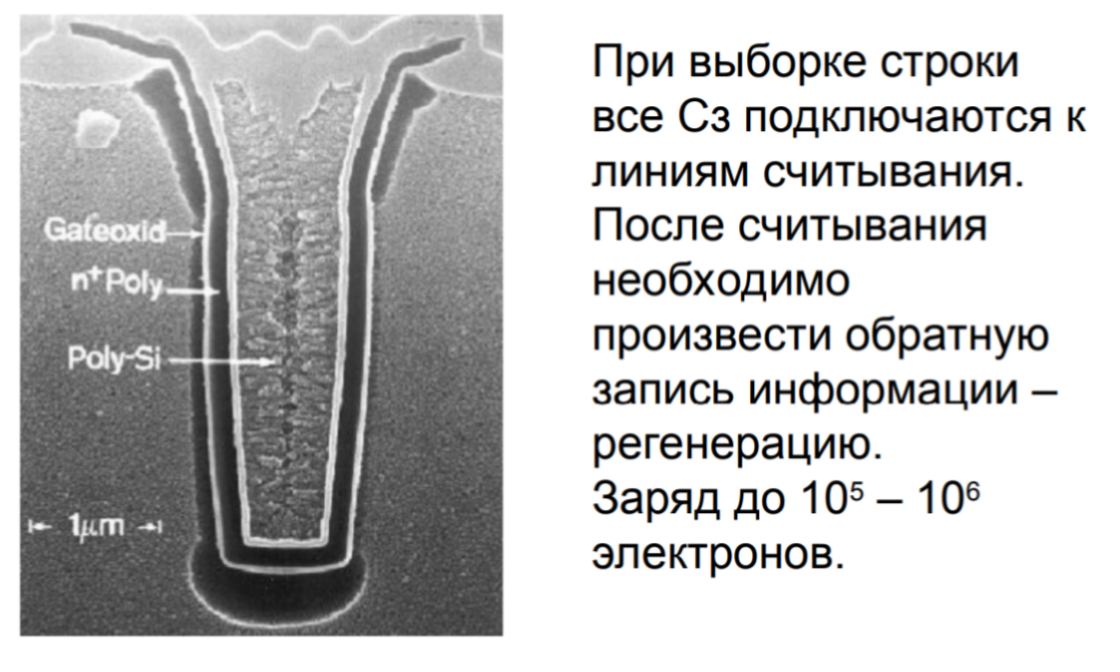 Gateoxid
n⁺Poly
Poly-Si
1μm
При выборке строки
все Сз подключаются к
линиям считывания.
После считывания
необходимо
произвести обратную
запись информации –
регенерацию.
Заряд до 10⁵ – 10⁶
электронов.